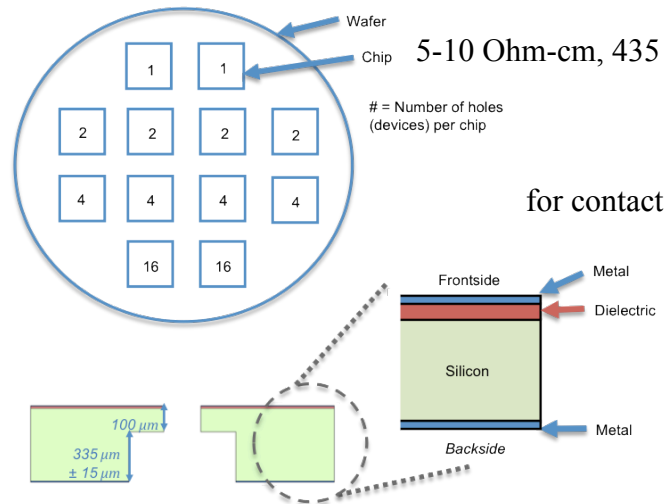 Wafer
Chip
5-10 Ohm-cm, 435
# = Number of holes
(devices) per chip
1 1
2 2 2 2
4 4 4 4
16 16
for contact
Frontside
Metal
Dielectric
Silicon
Metal
Backside
100 μm
335 μm
± 15 μm